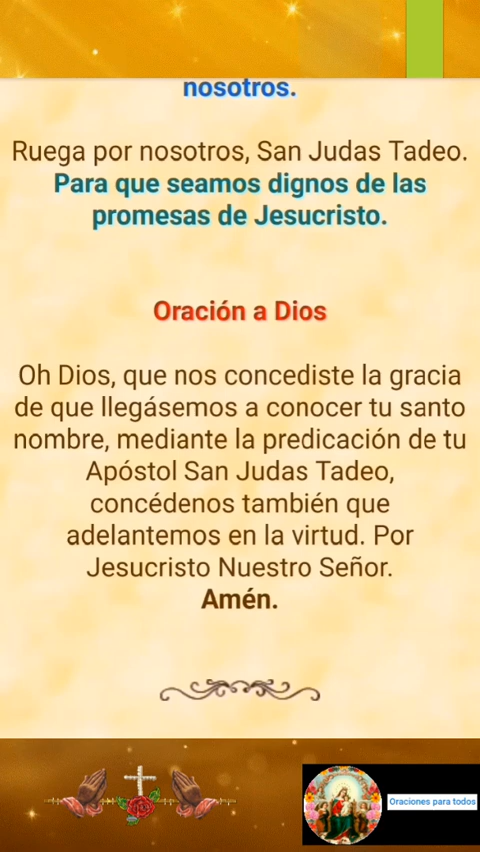 nosotros.
Ruega por nosotros, San Judas Tadeo.
Para que seamos dignos de las
promesas de Jesucristo.
Oración a Dios
Oh Dios, que nos concediste la gracia
de que llegásemos a conocer tu santo
nombre, mediante la predicación de tu
Apóstol San Judas Tadeo,
concédenos también que
adelantemos en la virtud. Por
Jesucristo Nuestro Señor.
Amén.
Oraciones para todos